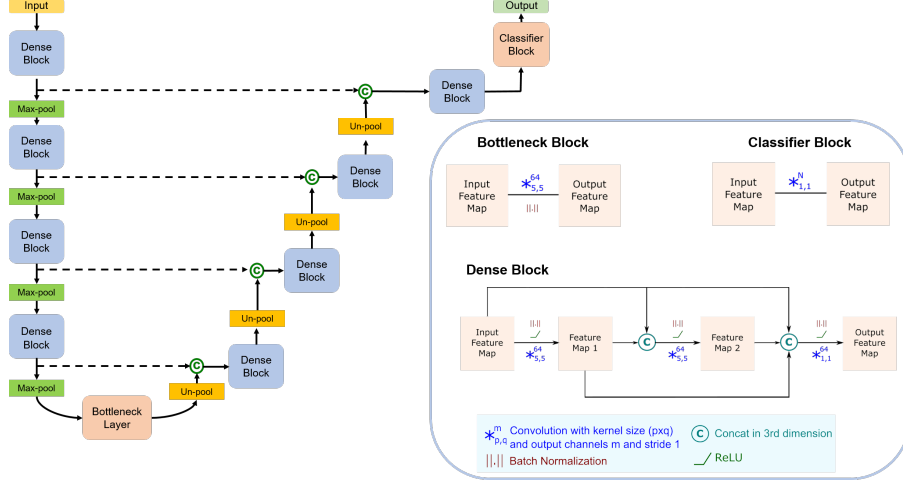 Input
Dense
Block
Max-pool
Dense
Block
Max-pool
Dense
Block
Max-pool
Dense
Block
Max-pool
Bottleneck
Layer
Un-pool
C
Dense
Block
Un-pool
C
Dense
Block
Un-pool
C
Dense
Block
Un-pool
C
Dense
Block
Classifier
Block
Output
Bottleneck Block
Input
Feature
Map
*64 5,5
||.||
Output
Feature
Map
Classifier Block
Input
Feature
Map
*N 1,1
Output
Feature
Map
Dense Block
Input
Feature
Map
||.||
*64 5,5
Feature
Map 1
C
||.||
*64 5,5
Feature
Map 2
C
||.||
*64 1,1
Output
Feature
Map
*m p,q Convolution with kernel size (pxq)
and output channels m and stride 1
||.|| Batch Normalization
C Concat in 3rd dimension
ReLU